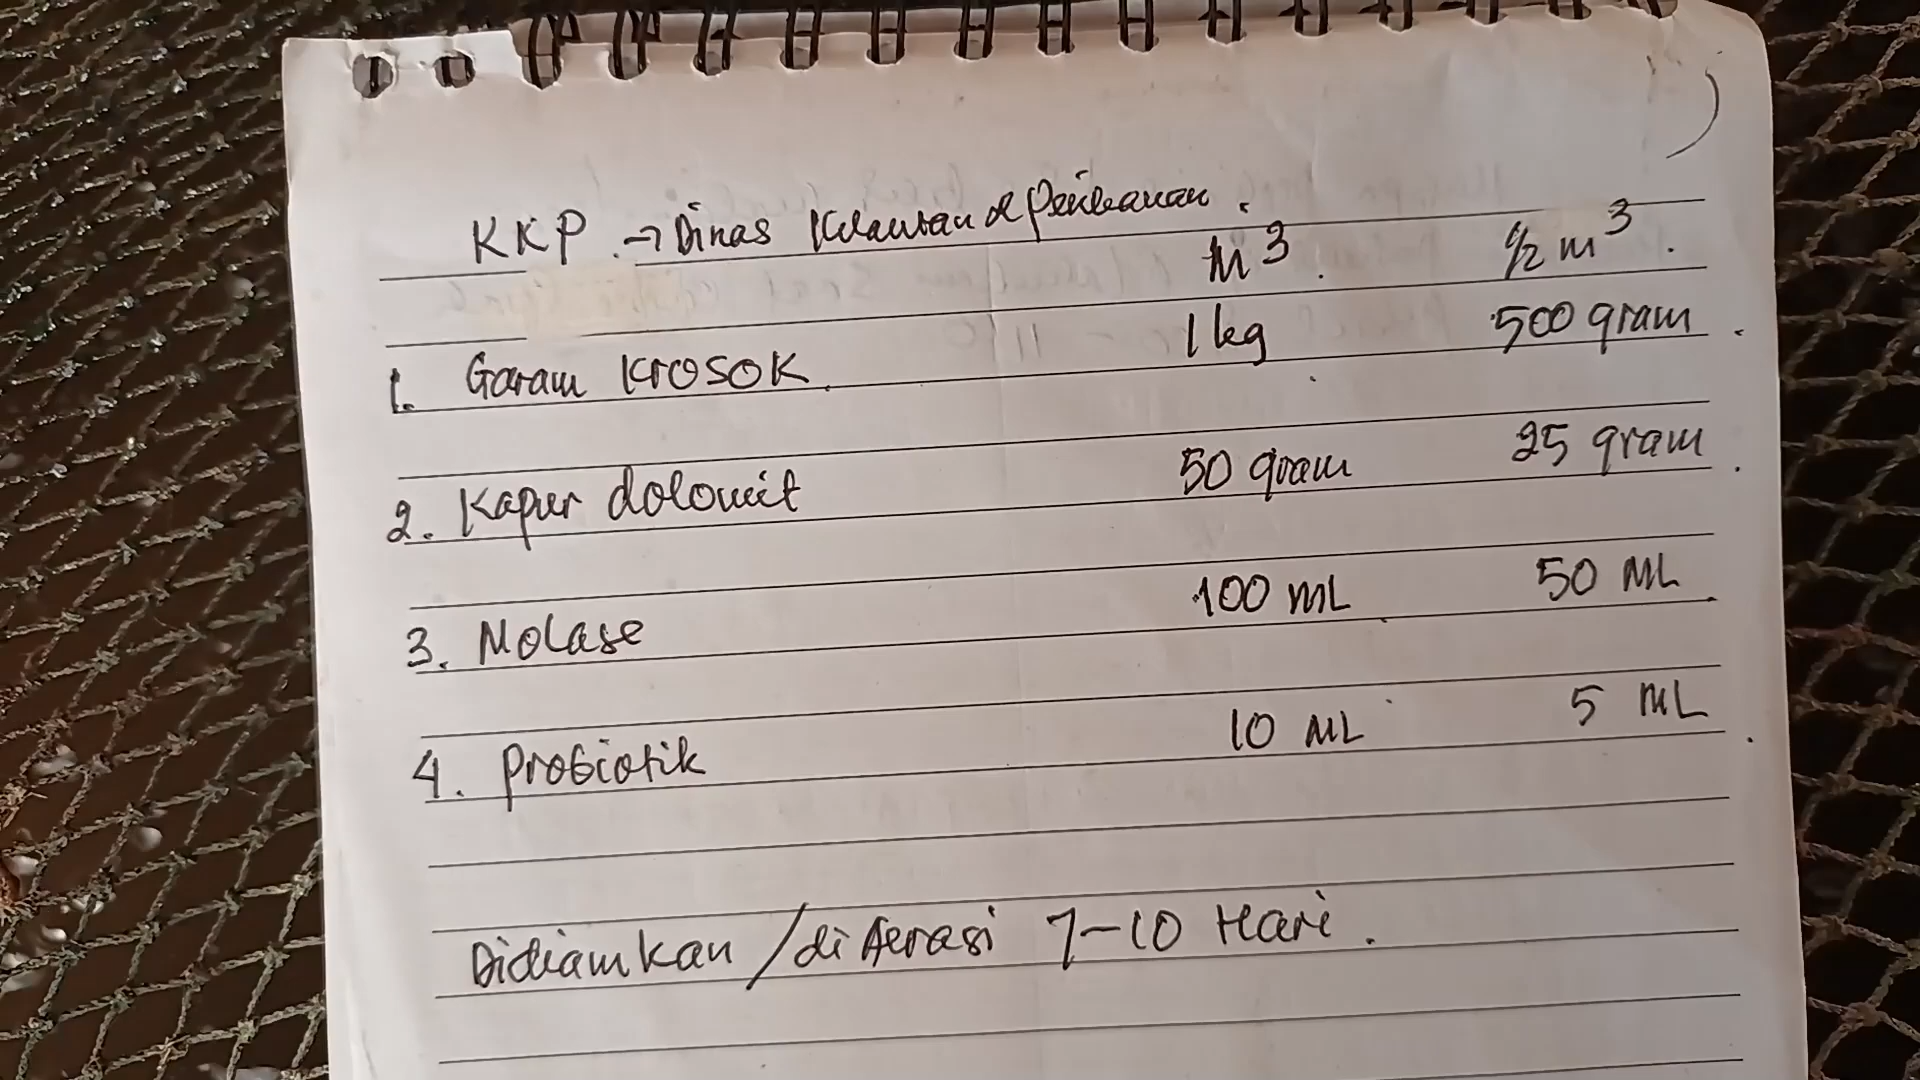 KKP. → Dinas Kelautan & Perikanan.
M³. ½ m³.
1. Garam Krosok. 1 kg 500 gram
2. Kapur dolomit 50 gram 25 gram
3. Molase 100 mL 50 mL
4. Probiotik 10 mL 5 mL
Didiamkan / di Aerasi 7-10 Hari.